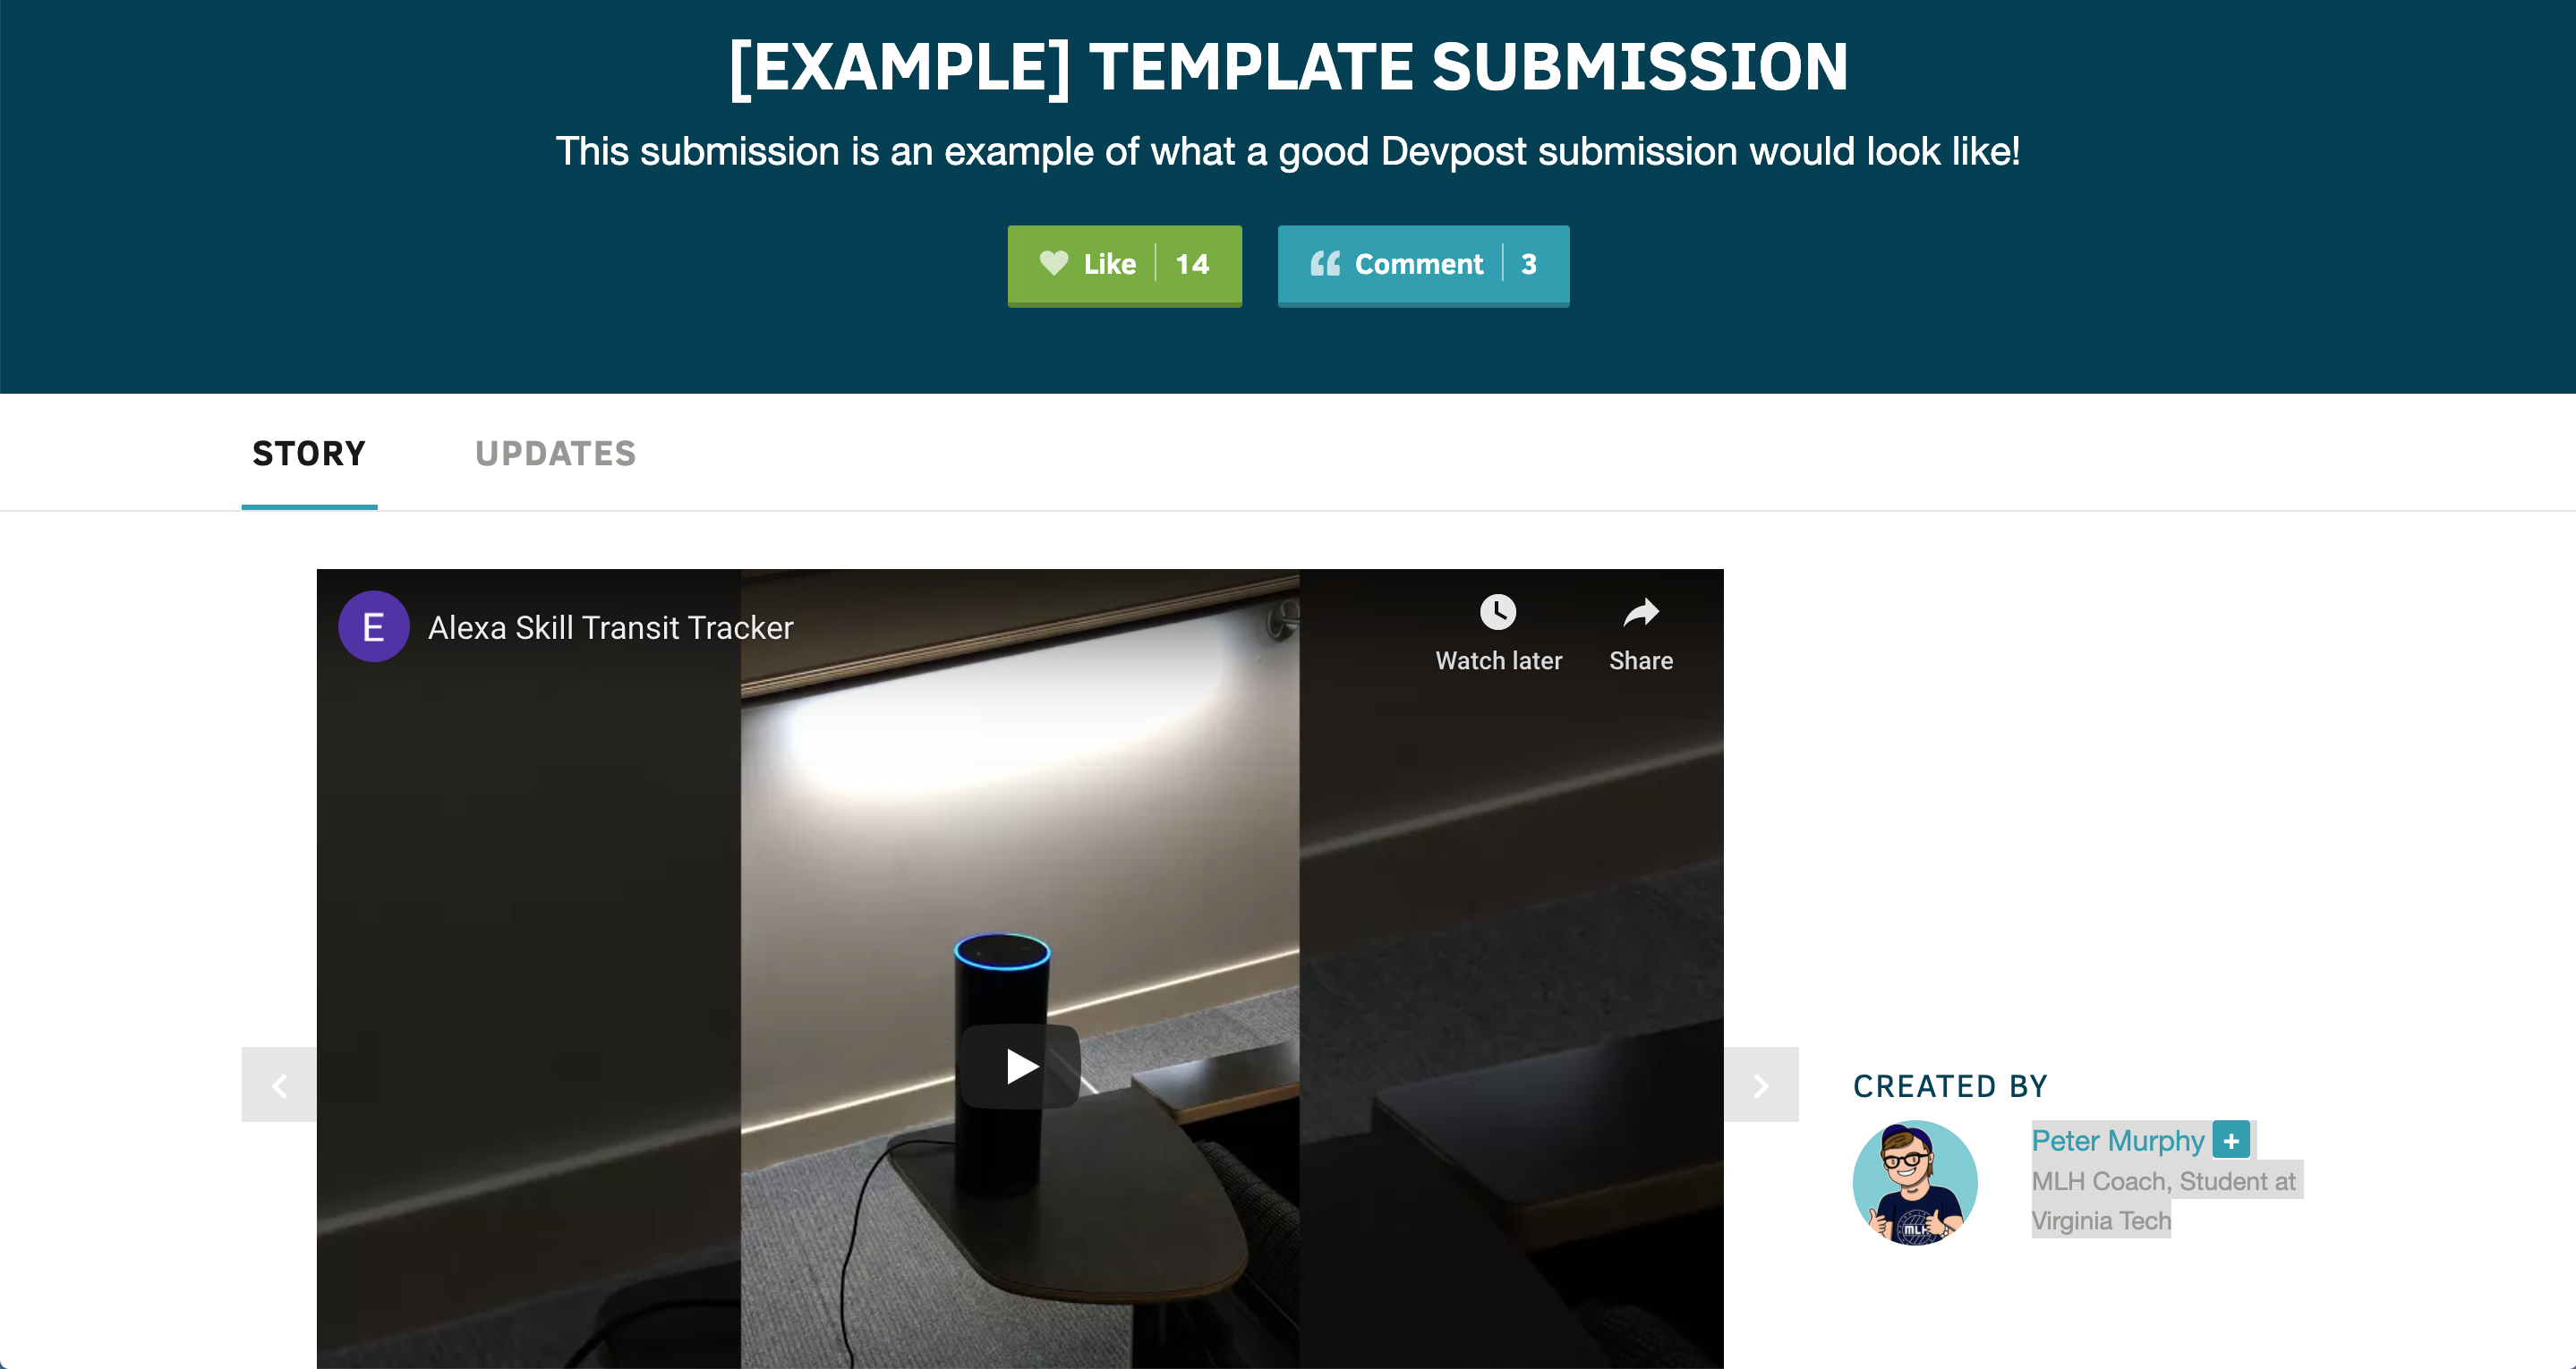 [EXAMPLE] TEMPLATE SUBMISSION
This submission is an example of what a good Devpost submission would look like!
Like 14
Comment 3
STORY
UPDATES
E
Alexa Skill Transit Tracker
Watch later
Share
CREATED BY
Peter Murphy +
MLH Coach, Student at
Virginia Tech
MLH